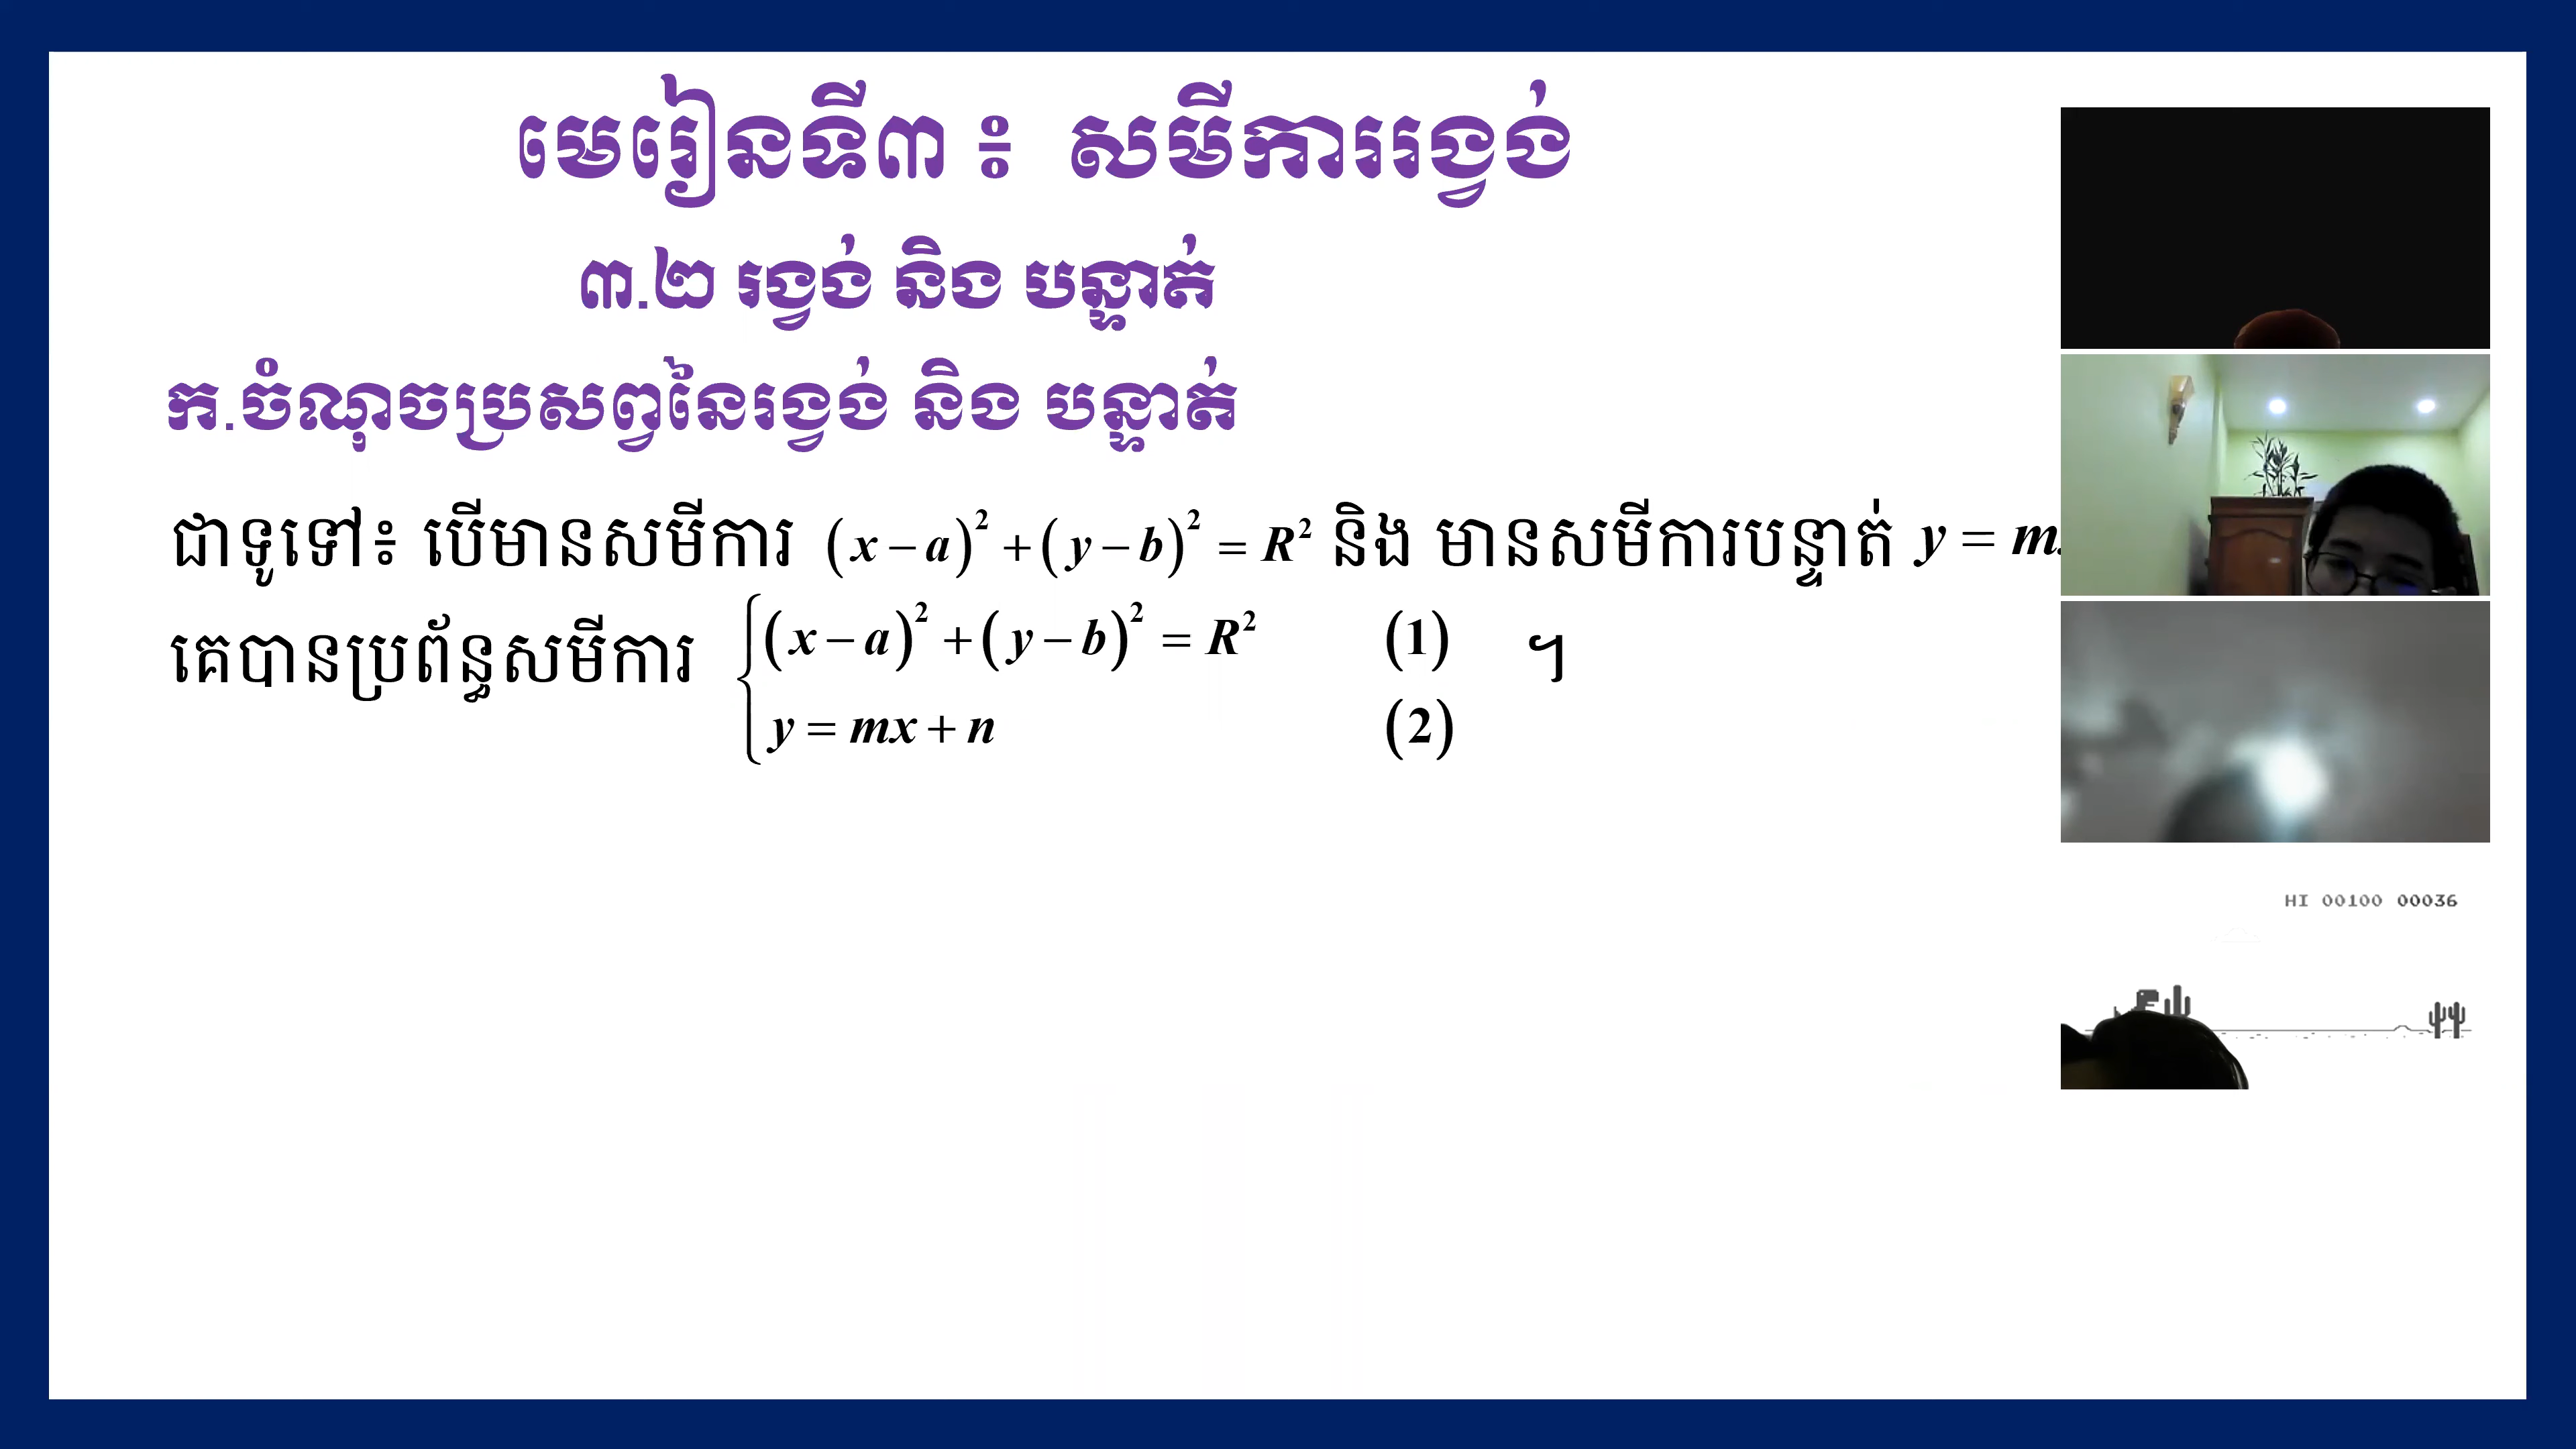 មេរៀនទី៣ ៖ សមីការរង្វង់
៣.២ រង្វង់ និង បន្ទាត់
ក.ចំណុចប្រសព្វនៃរង្វង់ និង បន្ទាត់
ជាទូទៅ៖ បើមានសមីការ (x − a)² + (y − b)² = R² និង មានសមីការបន្ទាត់ y =
គេបានប្រព័ន្ធសមីការ { (x − a)² + (y − b)² = R² (1) ។
y = mx + n (2)
HI 00100 00036